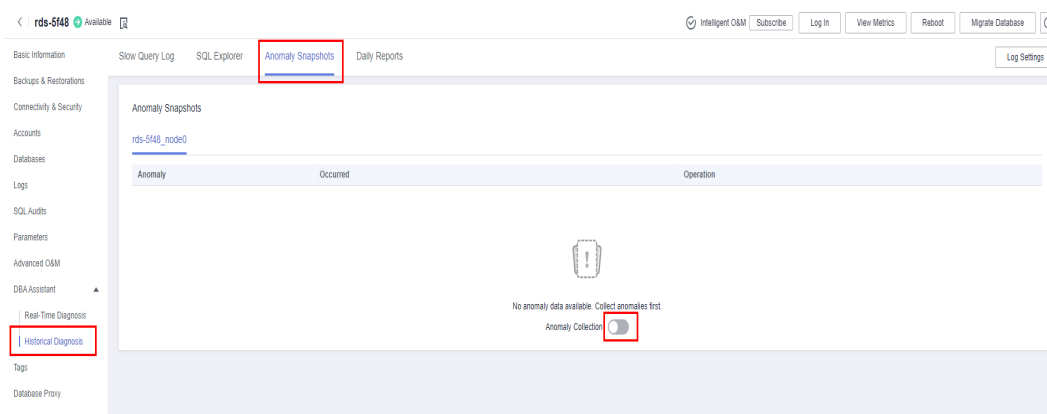 rds-5f48 Available
Intelligent O&M Subscribe Log In View Metrics Reboot Migrate Database
Basic Information
Backups & Restorations
Connectivity & Security
Accounts
Databases
Logs
SQL Audits
Parameters
Advanced O&M
DBA Assistant
Real-Time Diagnosis
Historical Diagnosis
Tags
Database Proxy
Slow Query Log SQL Explorer Anomaly Snapshots Daily Reports
Log Settings
Anomaly Snapshots
rds-5f48_node0
Anomaly Occurred Operation
No anomaly data available. Collect anomalies first.
Anomaly Collection